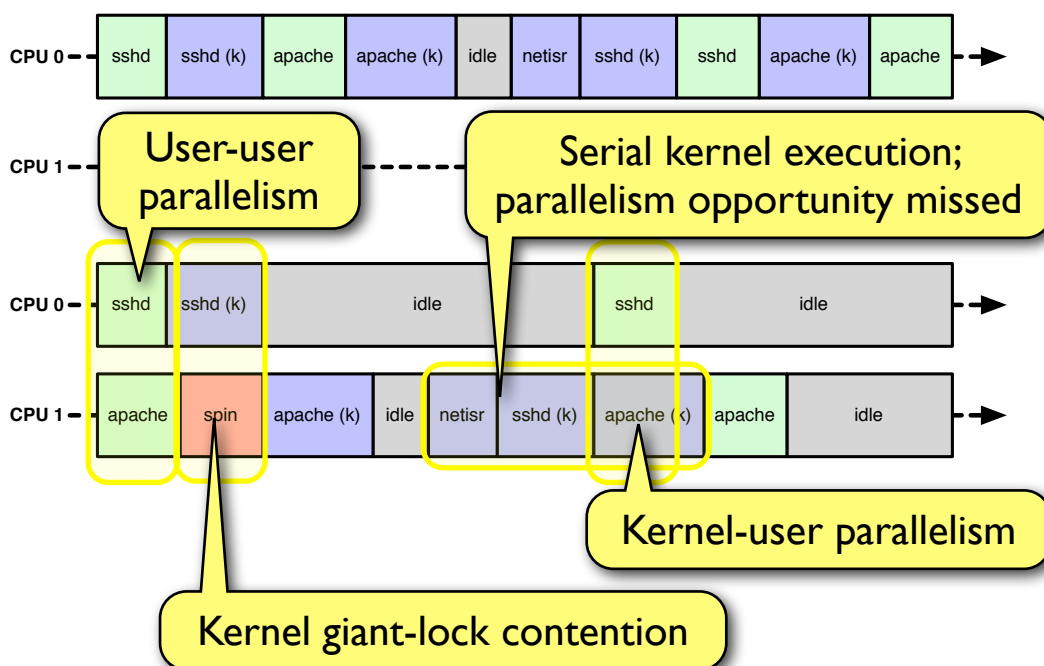 CPU 0 sshd sshd (k) apache apache (k) idle netisr sshd (k) sshd apache (k) apache
User-user
parallelism
Serial kernel execution;
parallelism opportunity missed
CPU 1
CPU 0 sshd sshd (k) idle sshd idle
CPU 1 apache spin apache (k) idle netisr sshd (k) apache (k) apache idle
Kernel-user parallelism
Kernel giant-lock contention